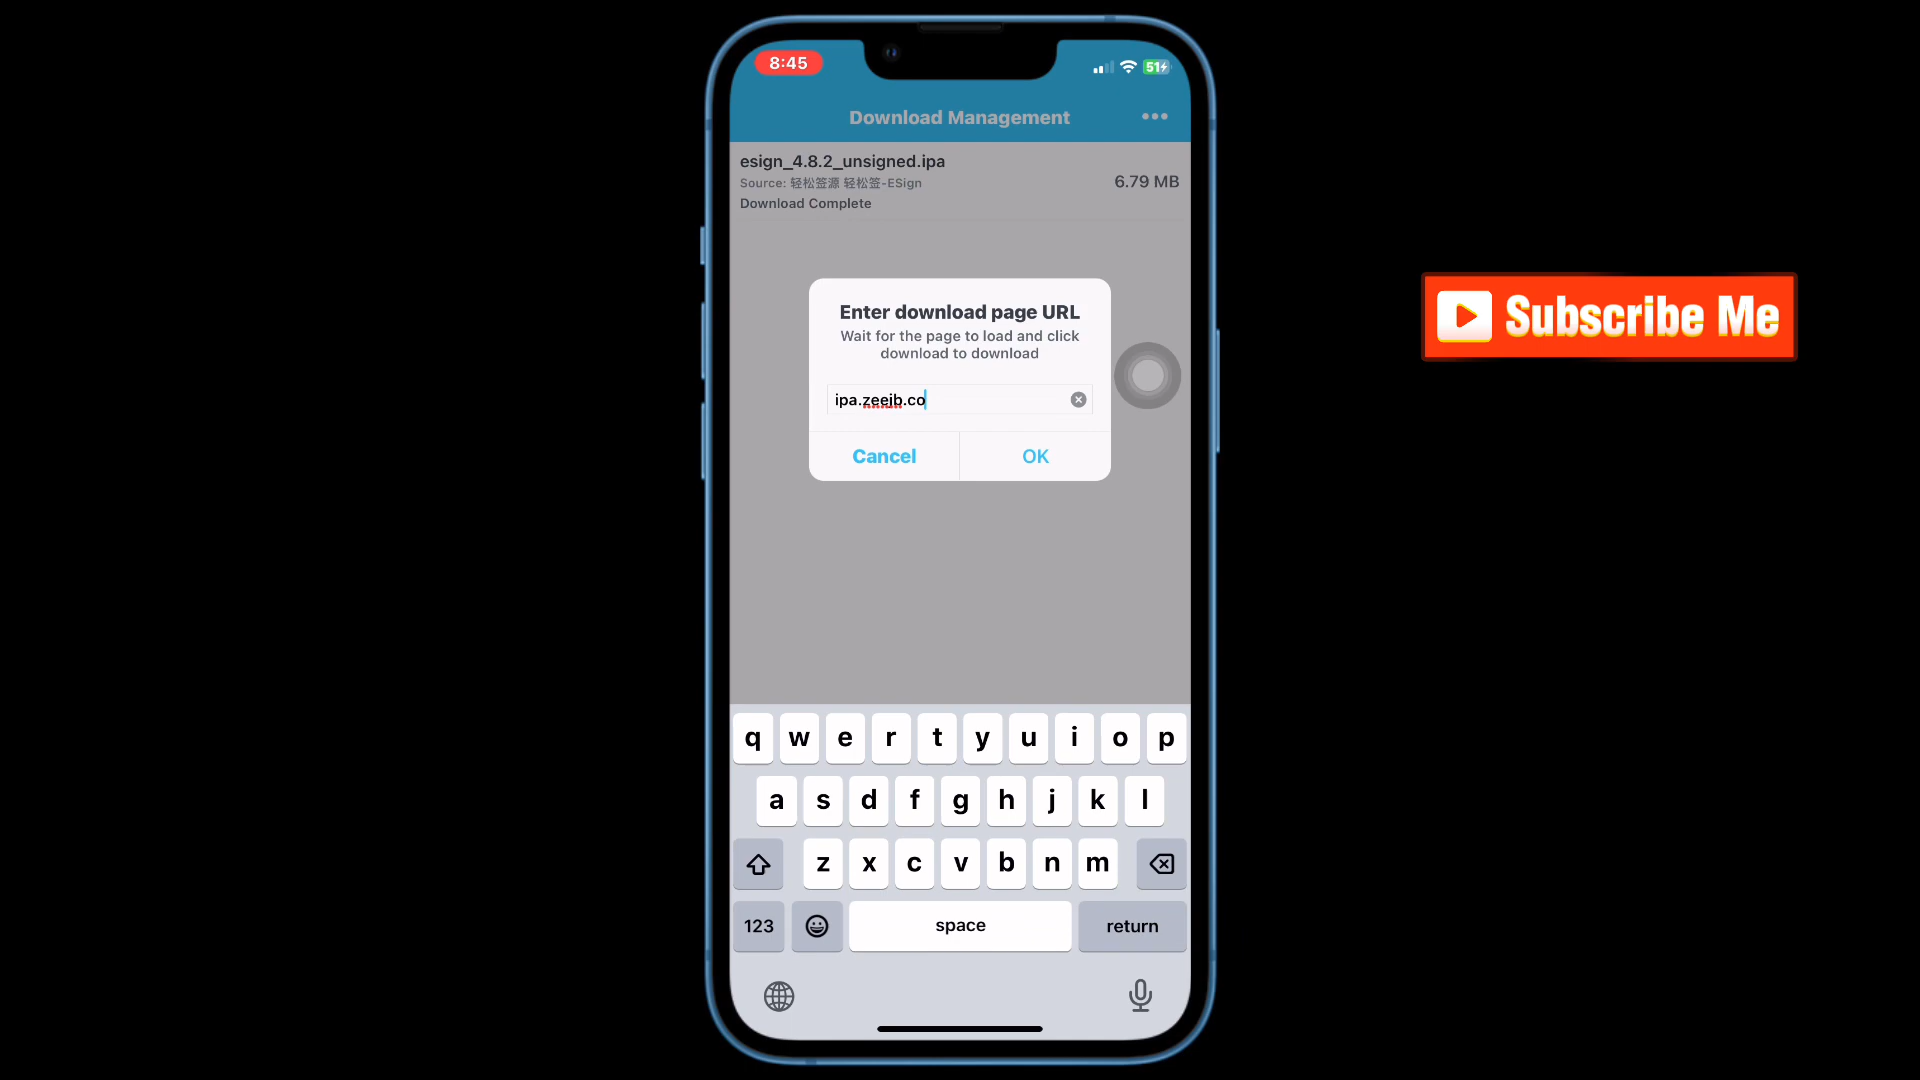 8:45
51
Download Management
esign_4.8.2_unsigned.ipa
Source: 轻松签源 轻松签-ESign
6.79 MB
Download Complete
Enter download page URL
Wait for the page to load and click
download to download
ipa.zeejb.co
Cancel
OK
Subscribe Me
q w e r t y u i o p
a s d f g h j k l
z x c v b n m
123
space
return